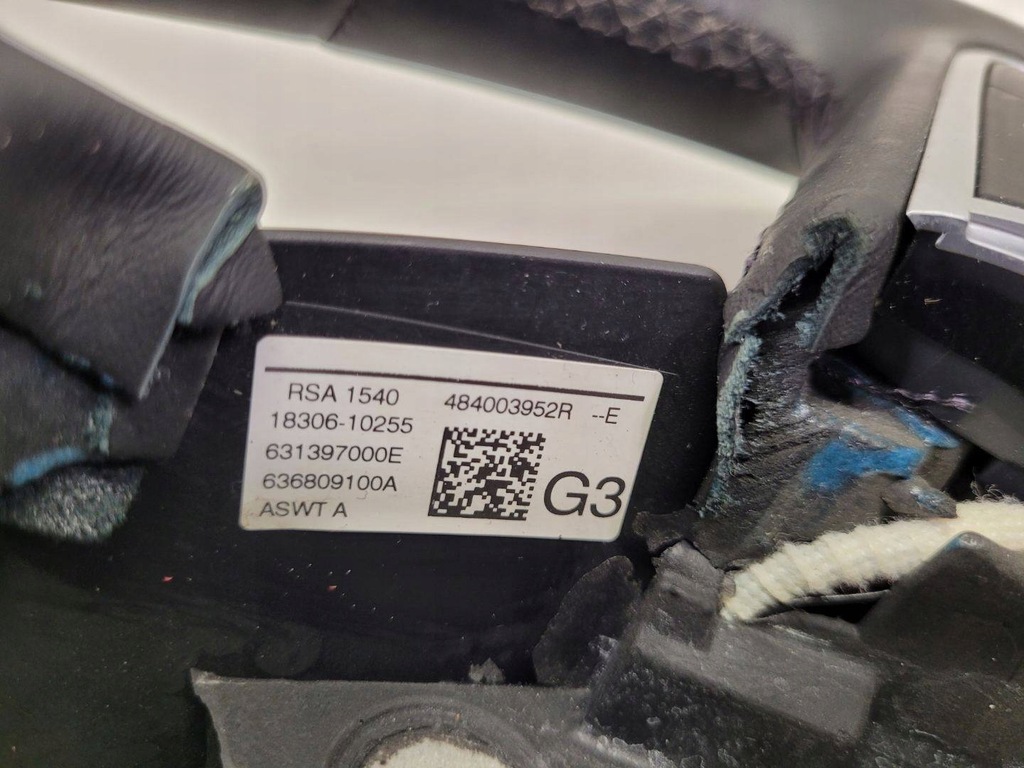 RSA 1540
18306-10255
631397000E
636809100A
ASWT A
484003952R --E
G3